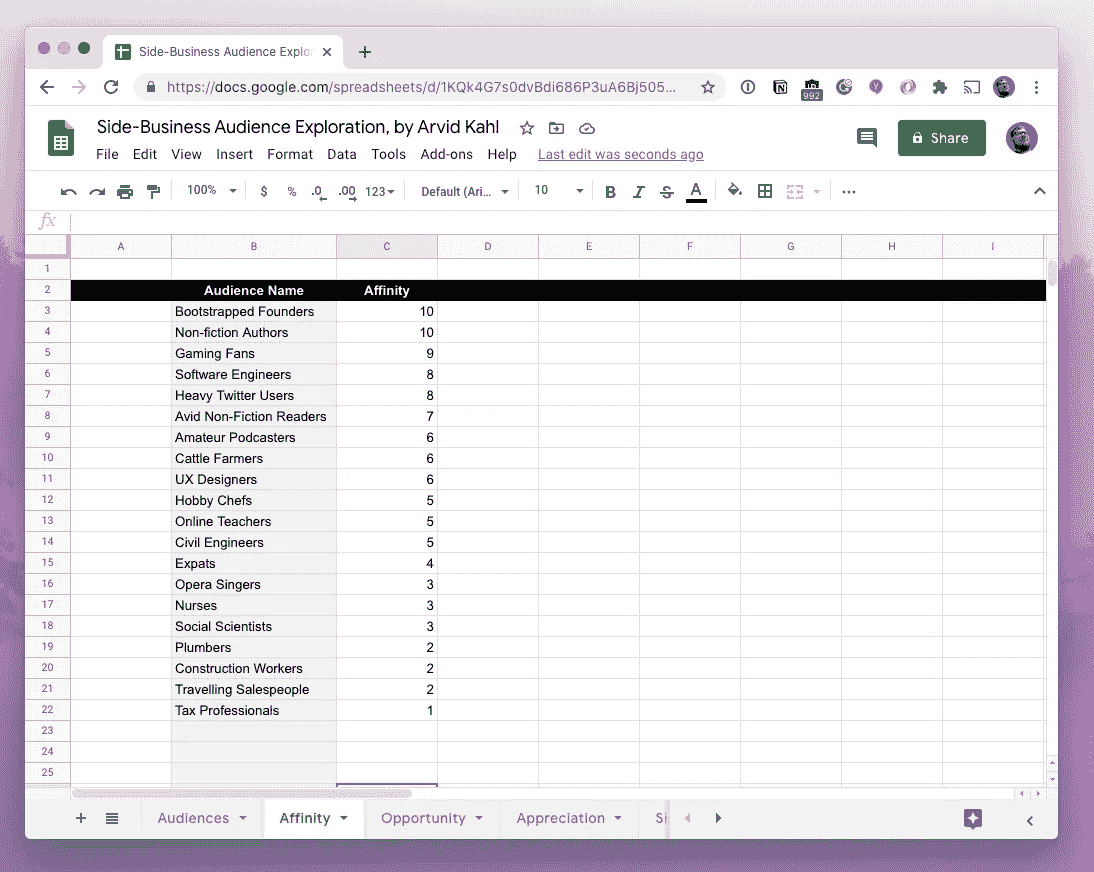 Side-Business Audience Explo
https://docs.google.com/spreadsheets/d/1KQk4G7s0dvBdi686P3uA6Bj505...
992
Side-Business Audience Exploration, by Arvid Kahl
File Edit View Insert Format Data Tools Add-ons Help Last edit was seconds ago
Share
100% $ % .0 .00 123 Default (Ari... 10 B I S A
fx
A B C D E F G H I
1
2 Audience Name Affinity
3 Bootstrapped Founders 10
4 Non-fiction Authors 10
5 Gaming Fans 9
6 Software Engineers 8
7 Heavy Twitter Users 8
8 Avid Non-Fiction Readers 7
9 Amateur Podcasters 6
10 Cattle Farmers 6
11 UX Designers 6
12 Hobby Chefs 5
13 Online Teachers 5
14 Civil Engineers 5
15 Expats 4
16 Opera Singers 3
17 Nurses 3
18 Social Scientists 3
19 Plumbers 2
20 Construction Workers 2
21 Travelling Salespeople 2
22 Tax Professionals 1
23
24
25
Audiences Affinity Opportunity Appreciation Si